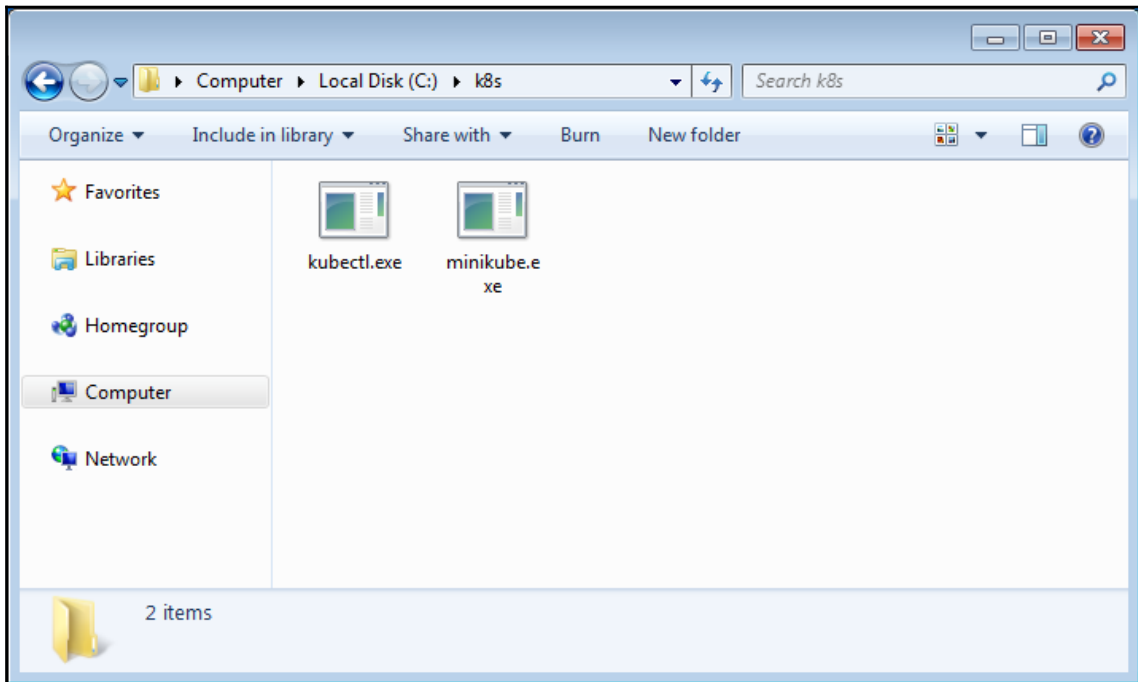 Computer ▸ Local Disk (C:) ▸ k8s
Search k8s
Organize
Include in library
Share with
Burn
New folder
Favorites
Libraries
Homegroup
Computer
Network
kubectl.exe
minikube.e
xe
2 items